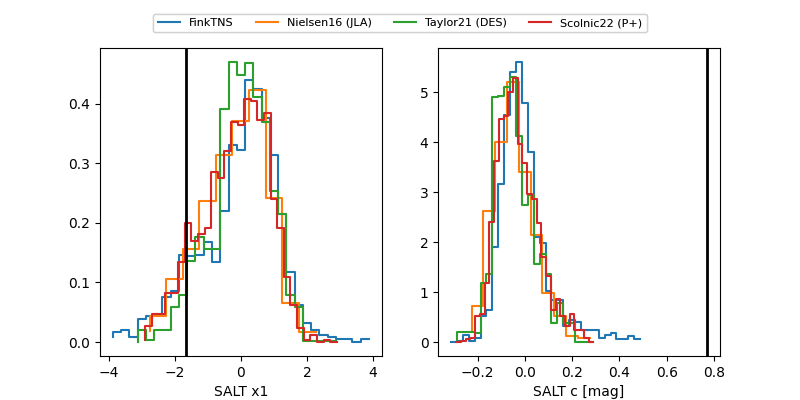 FinkTNS Nielsen16 (JLA) Taylor21 (DES) Scolnic22 (P+)
0.4
0.3
0.2
0.1
0.0
−4 −2 0 2 4
SALT x1
5
4
3
2
1
0
−0.2 0.0 0.2 0.4 0.6 0.8
SALT c [mag]